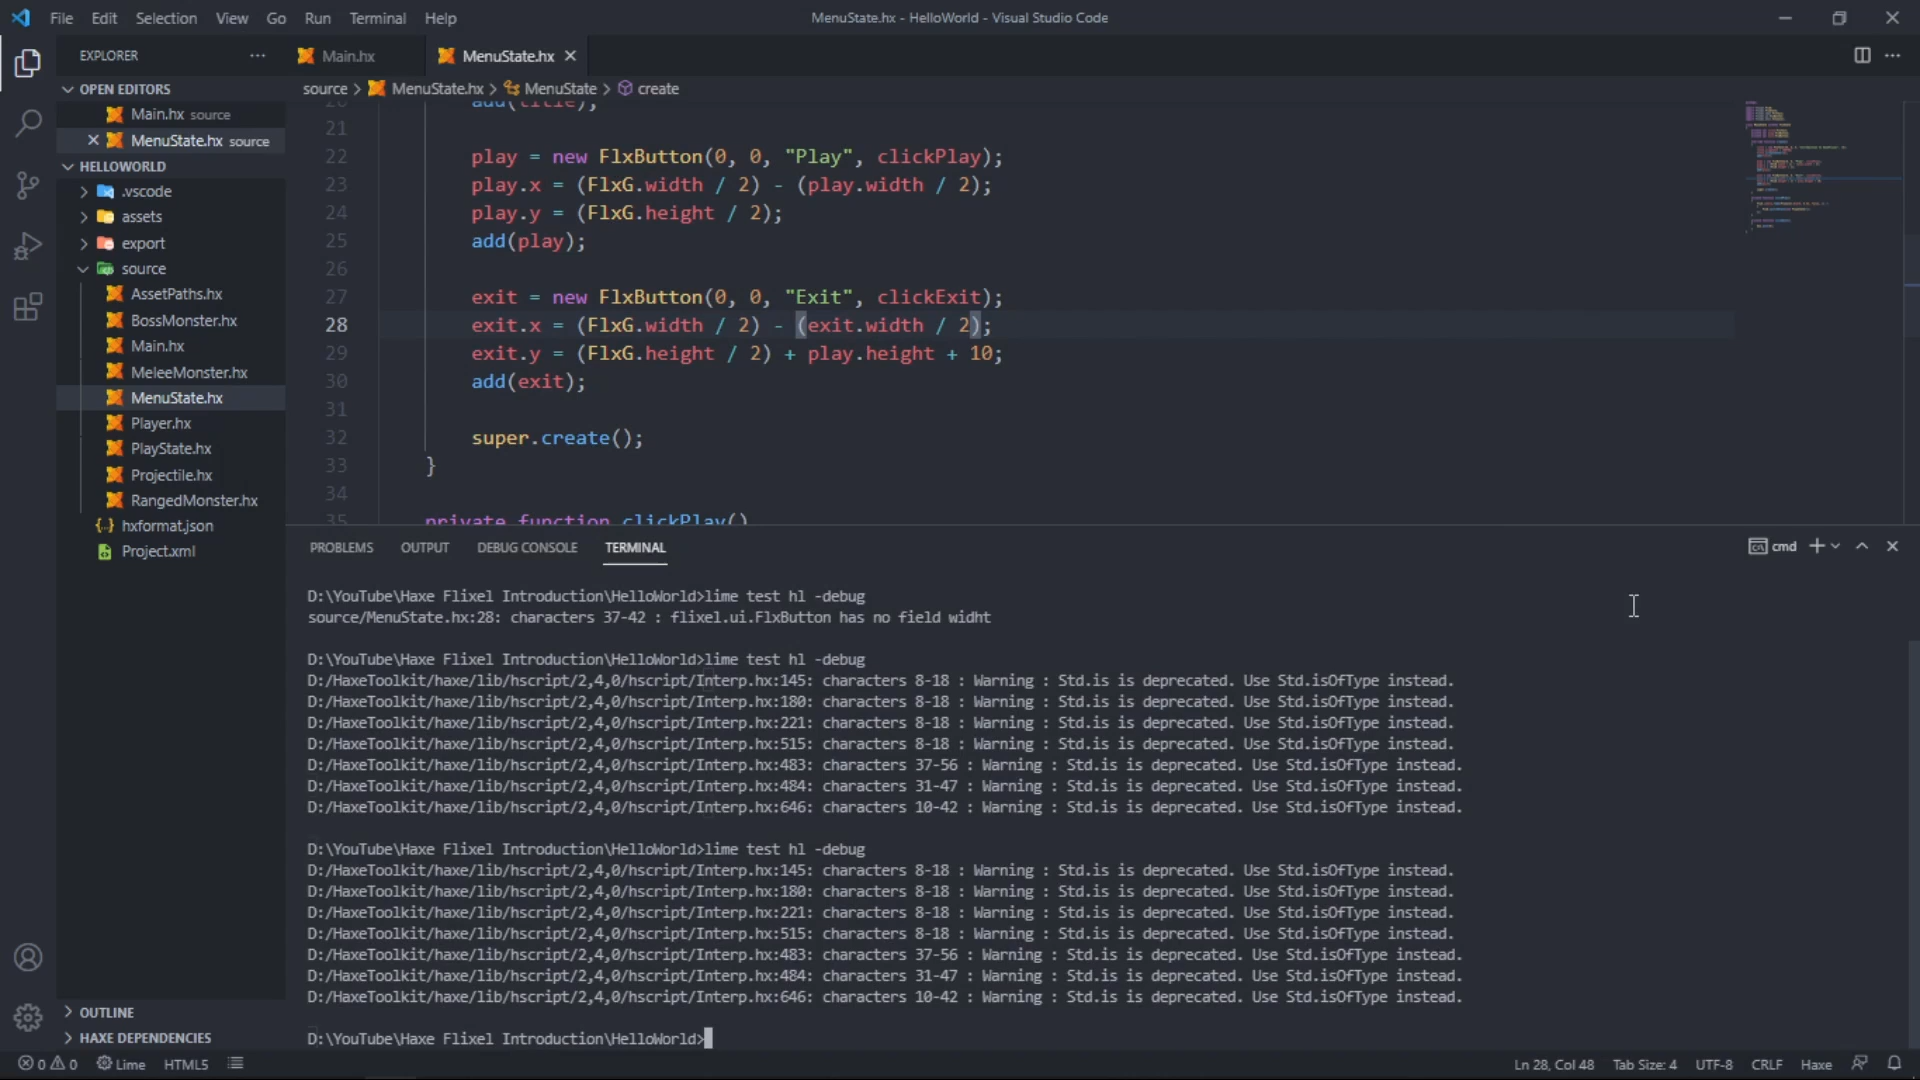 File Edit Selection View Go Run Terminal Help
MenuState.hx - HelloWorld - Visual Studio Code
EXPLORER
Main.hx
MenuState.hx
OPEN EDITORS
Main.hx source
MenuState.hx source
HELLOWORLD
.vscode
assets
export
source
AssetPaths.hx
BossMonster.hx
Main.hx
MeleeMonster.hx
MenuState.hx
Player.hx
PlayState.hx
Projectile.hx
RangedMonster.hx
hxformat.json
Project.xml
OUTLINE
HAXE DEPENDENCIES
source > MenuState.hx > MenuState > create
20 add(title);
21
22 play = new FlxButton(0, 0, "Play", clickPlay);
23 play.x = (FlxG.width / 2) - (play.width / 2);
24 play.y = (FlxG.height / 2);
25 add(play);
26
27 exit = new FlxButton(0, 0, "Exit", clickExit);
28 exit.x = (FlxG.width / 2) - (exit.width / 2);
29 exit.y = (FlxG.height / 2) + play.height + 10;
30 add(exit);
31
32 super.create();
33 }
34
35 private function clickPlay()
PROBLEMS OUTPUT DEBUG CONSOLE TERMINAL
cmd
D:\YouTube\Haxe Flixel Introduction\HelloWorld>lime test hl -debug
source/MenuState.hx:28: characters 37-42 : flixel.ui.FlxButton has no field widht
D:\YouTube\Haxe Flixel Introduction\HelloWorld>lime test hl -debug
D:/HaxeToolkit/haxe/lib/hscript/2,4,0/hscript/Interp.hx:145: characters 8-18 : Warning : Std.is is deprecated. Use Std.isOfType instead.
D:/HaxeToolkit/haxe/lib/hscript/2,4,0/hscript/Interp.hx:180: characters 8-18 : Warning : Std.is is deprecated. Use Std.isOfType instead.
D:/HaxeToolkit/haxe/lib/hscript/2,4,0/hscript/Interp.hx:221: characters 8-18 : Warning : Std.is is deprecated. Use Std.isOfType instead.
D:/HaxeToolkit/haxe/lib/hscript/2,4,0/hscript/Interp.hx:515: characters 8-18 : Warning : Std.is is deprecated. Use Std.isOfType instead.
D:/HaxeToolkit/haxe/lib/hscript/2,4,0/hscript/Interp.hx:483: characters 37-56 : Warning : Std.is is deprecated. Use Std.isOfType instead.
D:/HaxeToolkit/haxe/lib/hscript/2,4,0/hscript/Interp.hx:484: characters 31-47 : Warning : Std.is is deprecated. Use Std.isOfType instead.
D:/HaxeToolkit/haxe/lib/hscript/2,4,0/hscript/Interp.hx:646: characters 10-42 : Warning : Std.is is deprecated. Use Std.isOfType instead.
D:\YouTube\Haxe Flixel Introduction\HelloWorld>lime test hl -debug
D:/HaxeToolkit/haxe/lib/hscript/2,4,0/hscript/Interp.hx:145: characters 8-18 : Warning : Std.is is deprecated. Use Std.isOfType instead.
D:/HaxeToolkit/haxe/lib/hscript/2,4,0/hscript/Interp.hx:180: characters 8-18 : Warning : Std.is is deprecated. Use Std.isOfType instead.
D:/HaxeToolkit/haxe/lib/hscript/2,4,0/hscript/Interp.hx:221: characters 8-18 : Warning : Std.is is deprecated. Use Std.isOfType instead.
D:/HaxeToolkit/haxe/lib/hscript/2,4,0/hscript/Interp.hx:515: characters 8-18 : Warning : Std.is is deprecated. Use Std.isOfType instead.
D:/HaxeToolkit/haxe/lib/hscript/2,4,0/hscript/Interp.hx:483: characters 37-56 : Warning : Std.is is deprecated. Use Std.isOfType instead.
D:/HaxeToolkit/haxe/lib/hscript/2,4,0/hscript/Interp.hx:484: characters 31-47 : Warning : Std.is is deprecated. Use Std.isOfType instead.
D:/HaxeToolkit/haxe/lib/hscript/2,4,0/hscript/Interp.hx:646: characters 10-42 : Warning : Std.is is deprecated. Use Std.isOfType instead.
D:\YouTube\Haxe Flixel Introduction\HelloWorld>
0 0 Lime HTML5
Ln 28, Col 48 Tab Size: 4 UTF-8 CRLF Haxe